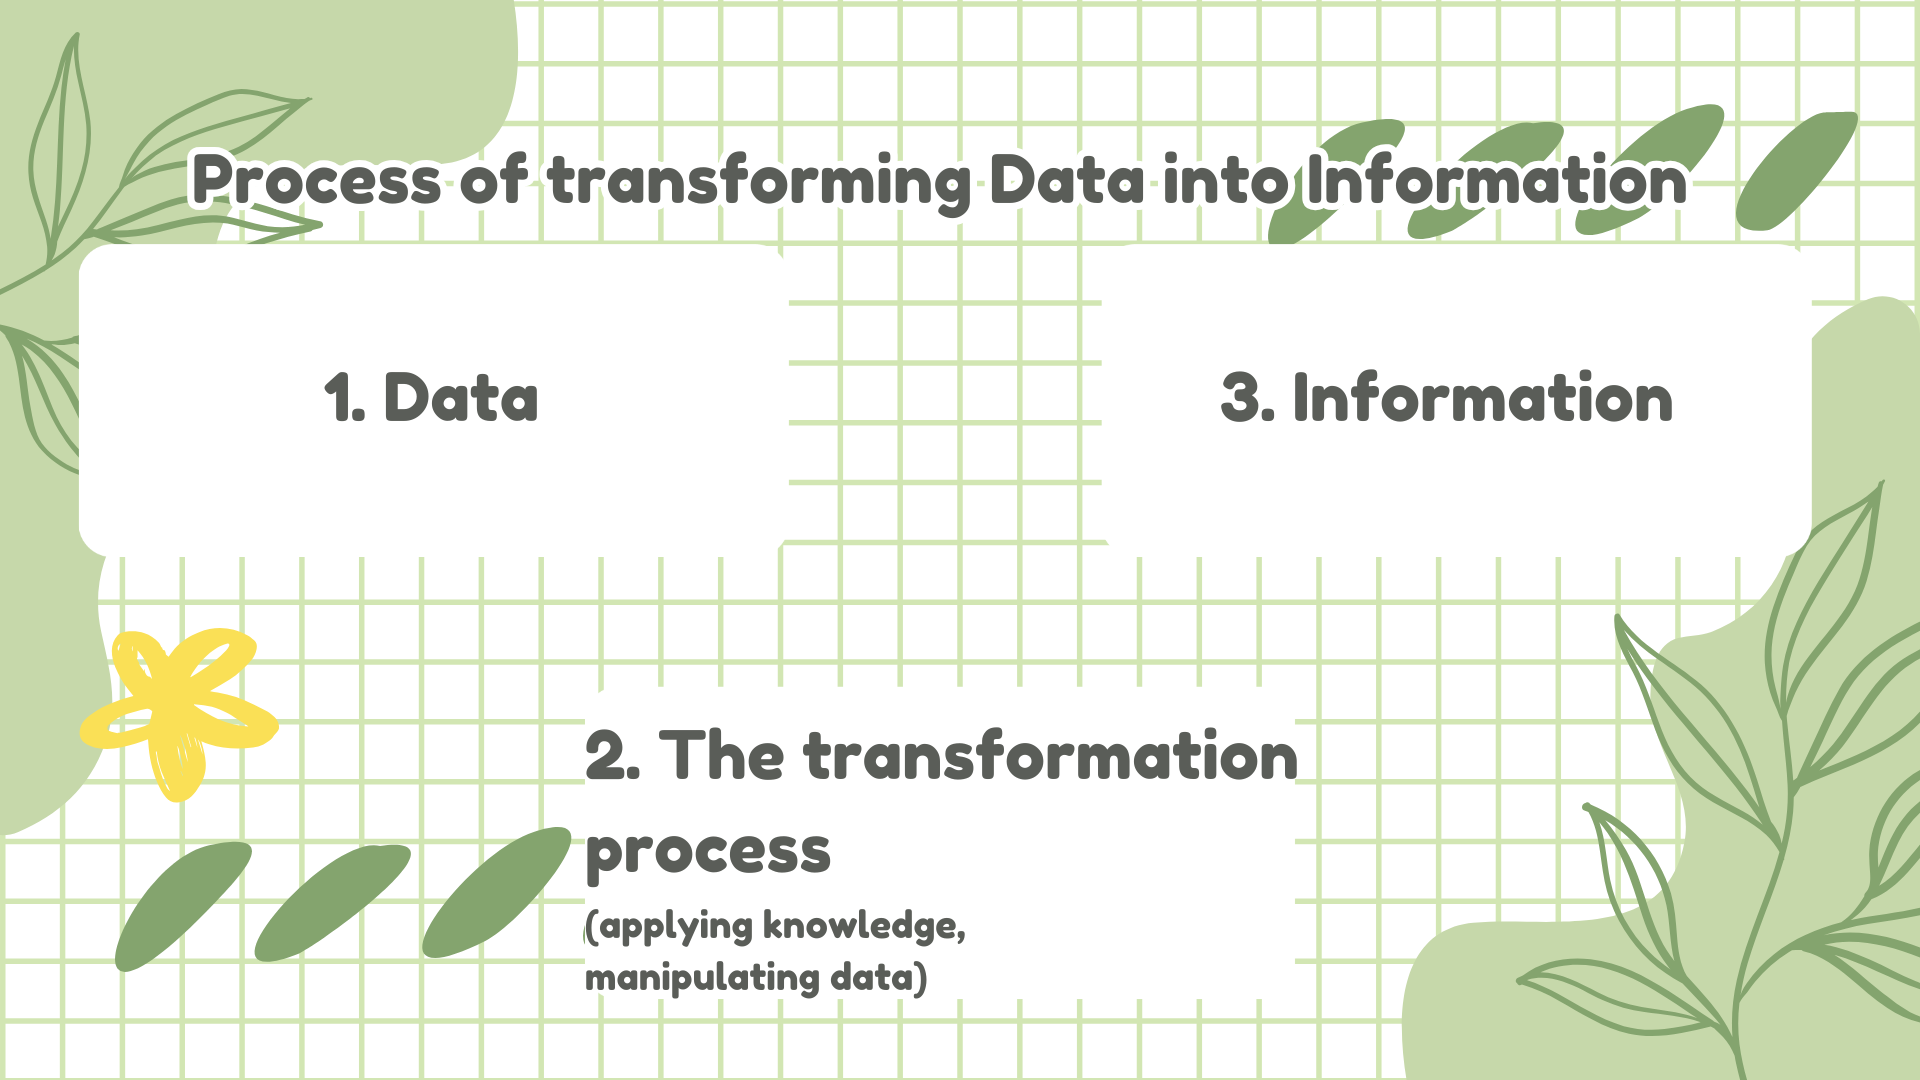 Process of transforming Data into Information
1. Data
3. Information
2. The transformation
process
(applying knowledge,
manipulating data)